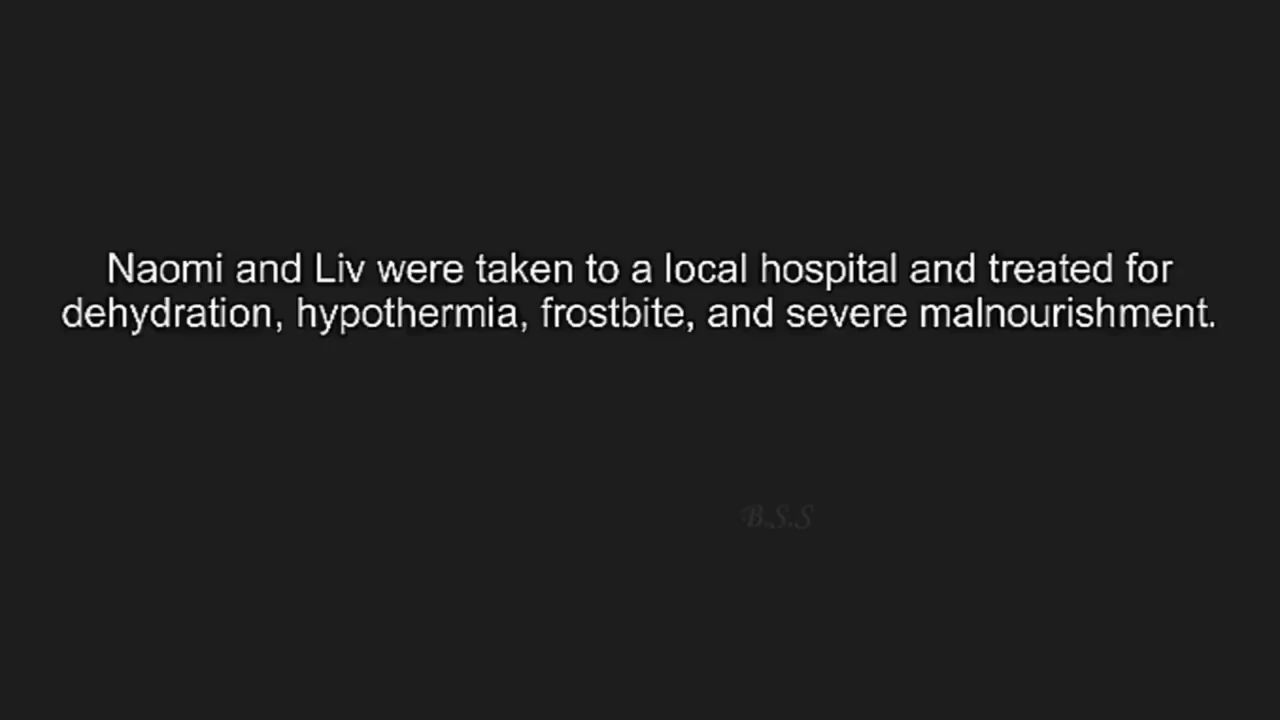 Naomi and Liv were taken to a local hospital and treated for
dehydration, hypothermia, frostbite, and severe malnourishment.
B.S.S